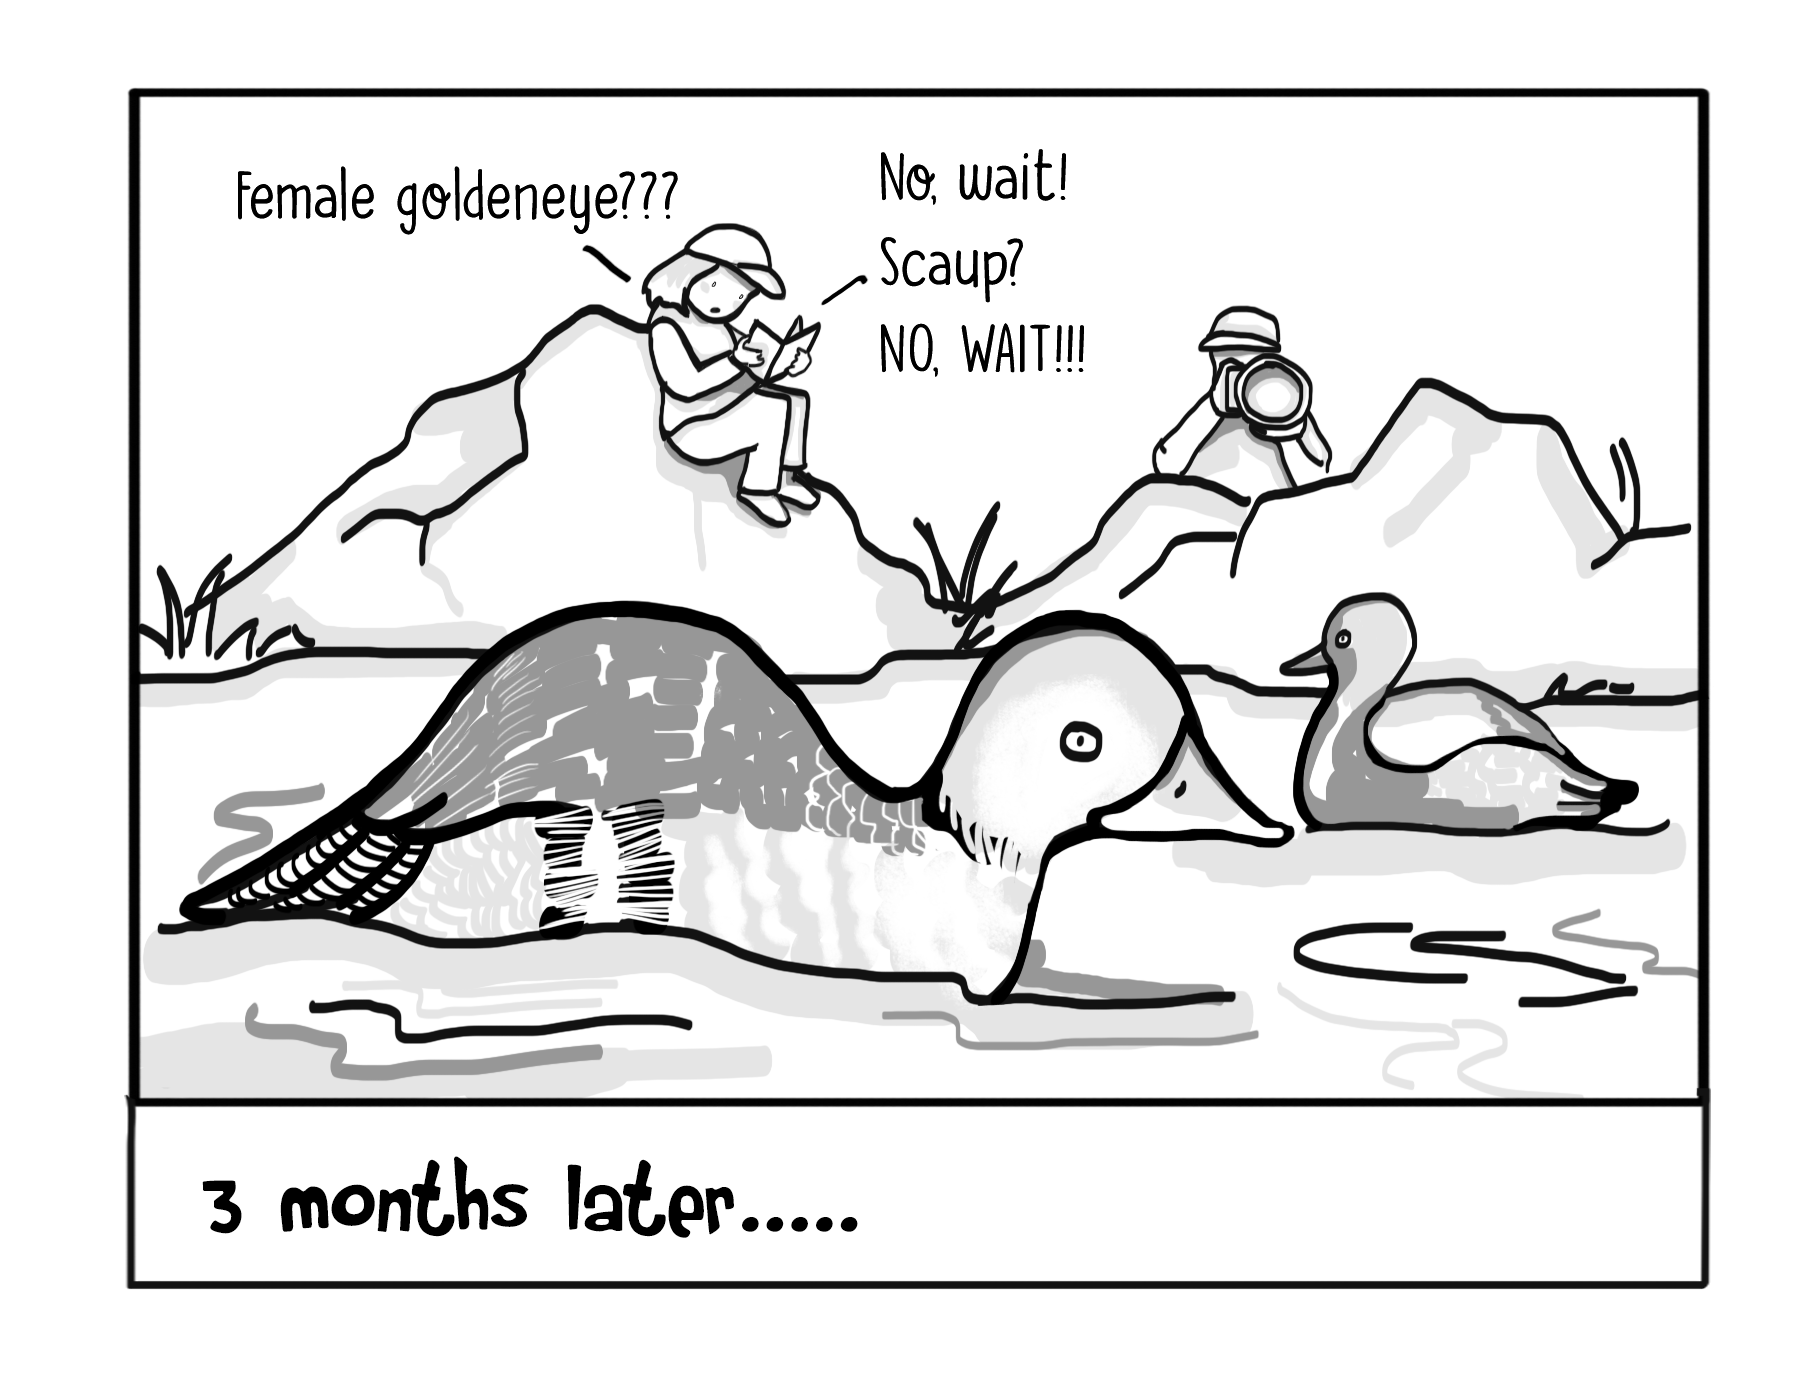 Female goldeneye???
No, wait!
Scaup?
NO, WAIT!!!
3 months later.....